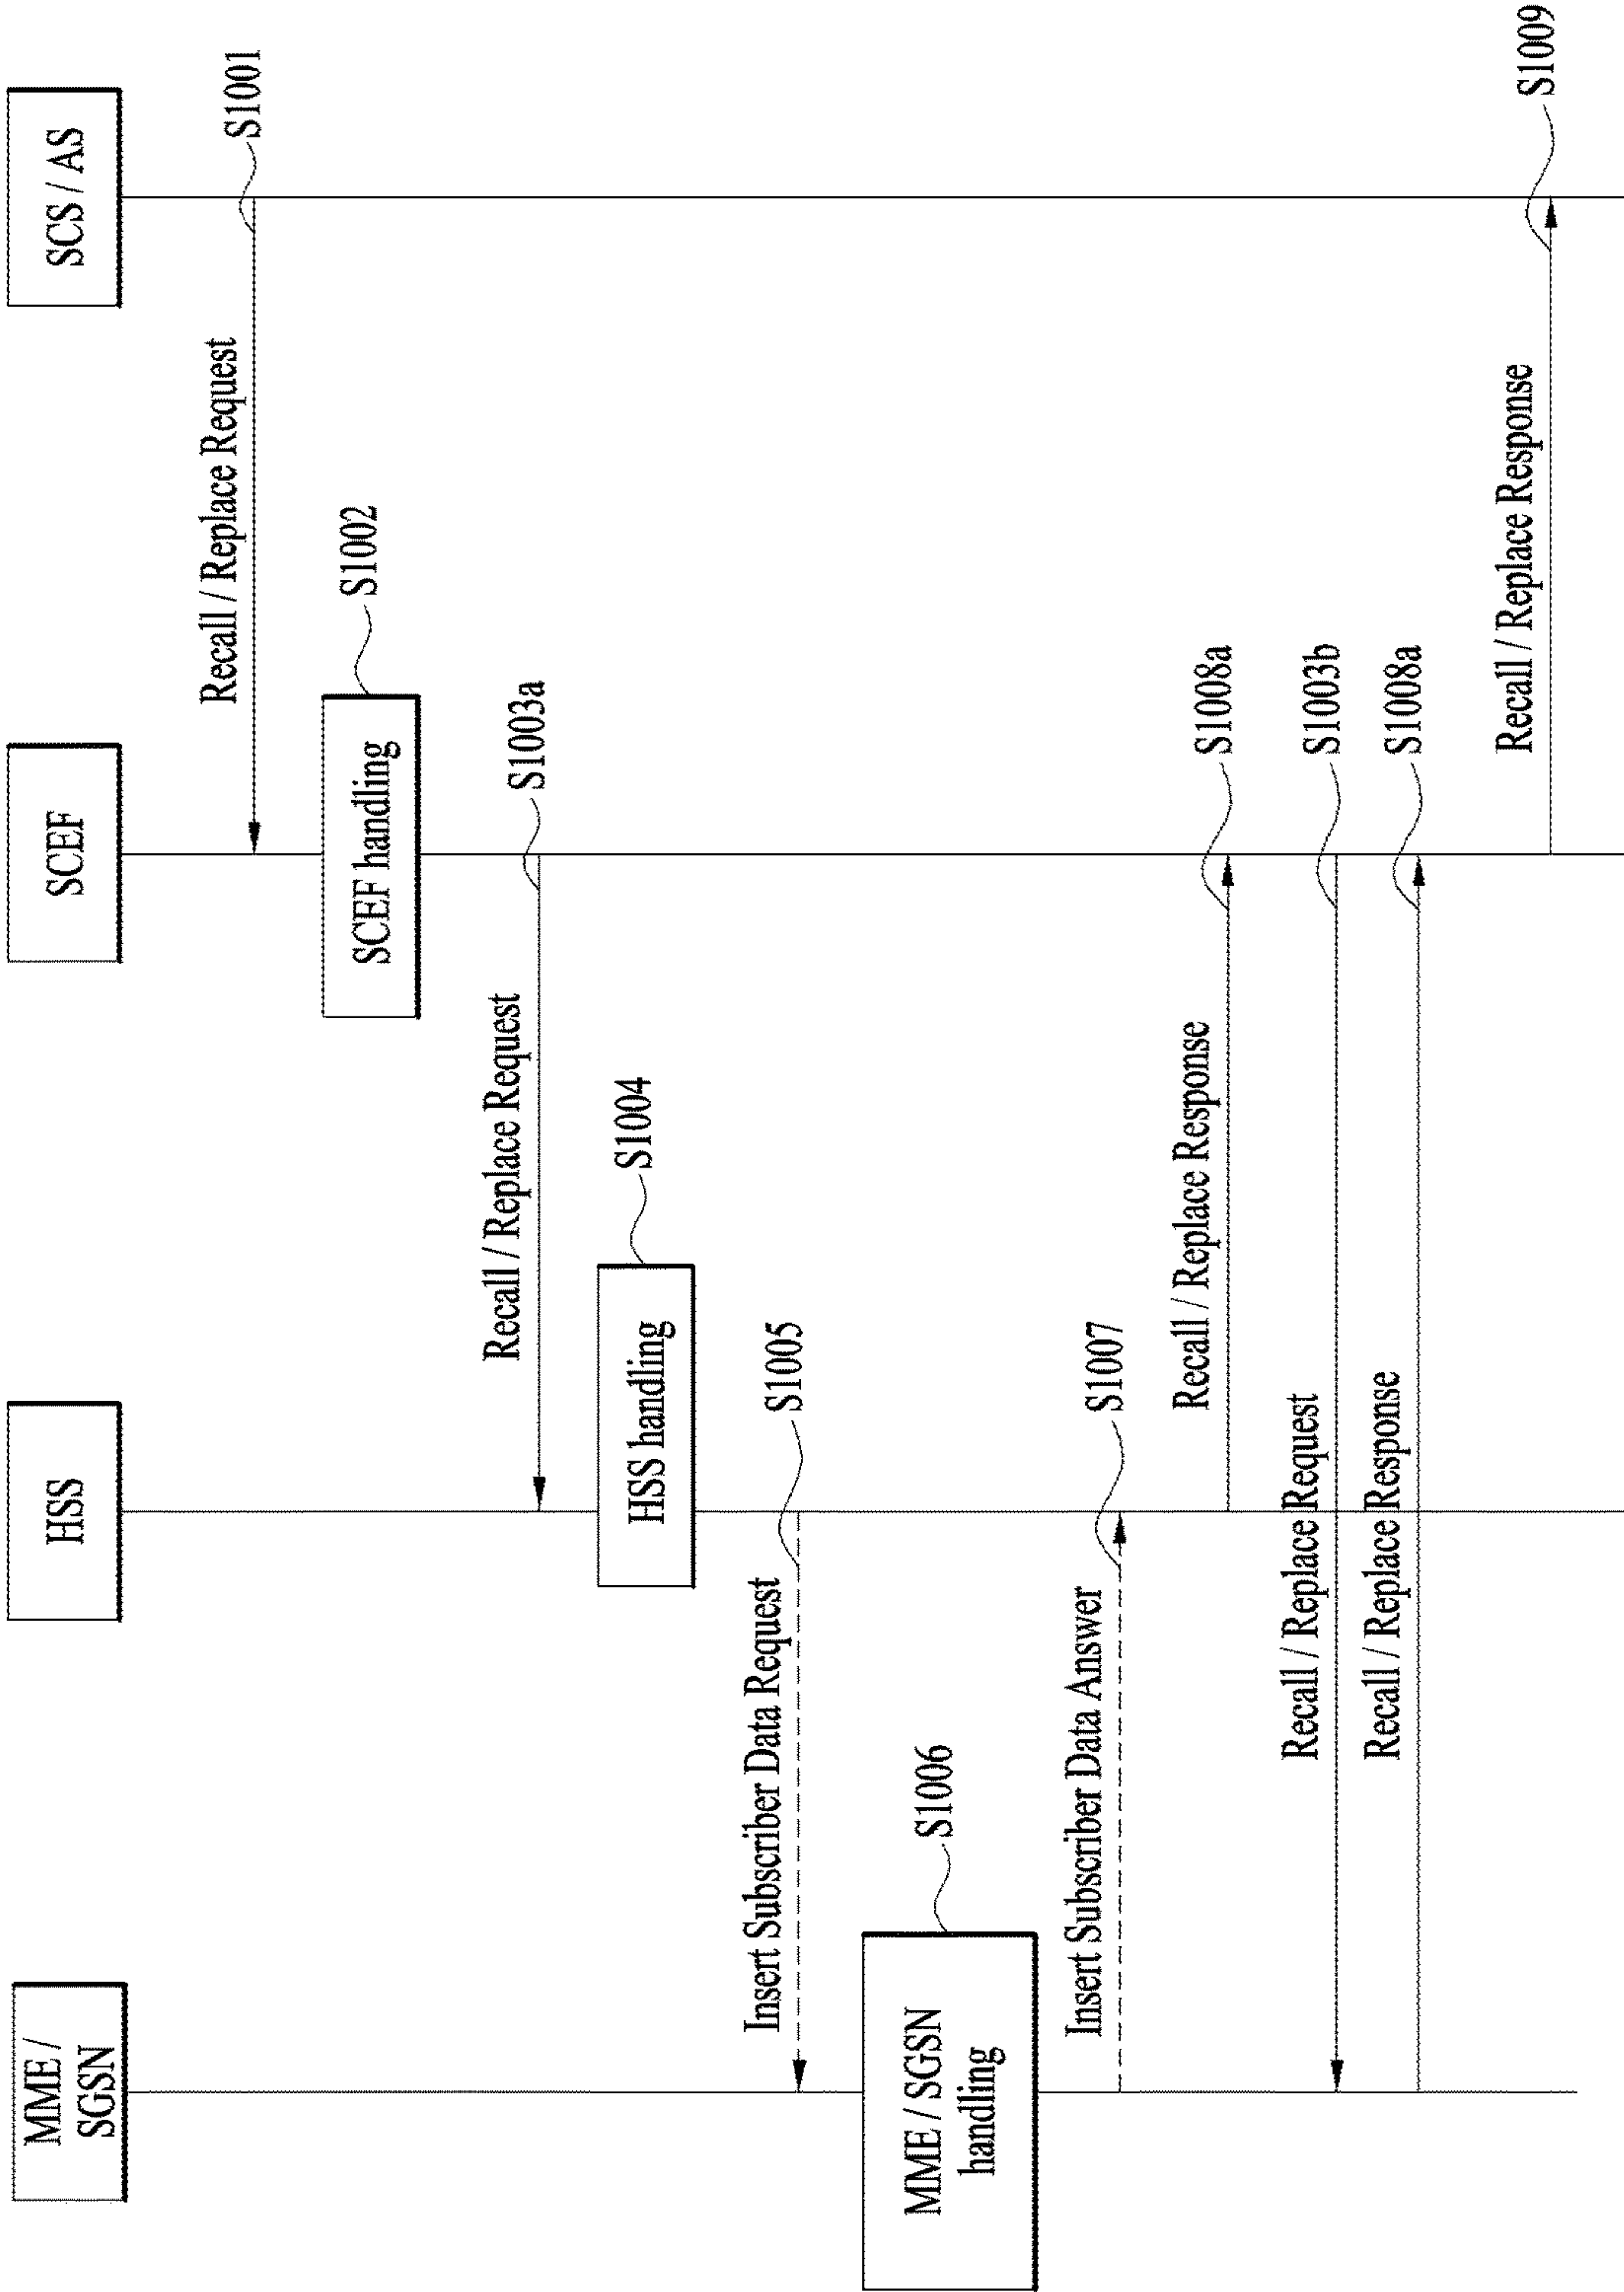 MME /
SGSN
HSS
SCEF
SCS / AS
Recall / Replace Request
S1001
SCEF handling
S1002
Recall / Replace Request
S1003a
HSS handling
S1004
Insert Subscriber Data Request
S1005
MME / SGSN
handling
S1006
Insert Subscriber Data Answer
S1007
Recall / Replace Response
S1008a
Recall / Replace Request
S1003b
Recall / Replace Response
S1008a
Recall / Replace Response
S1009